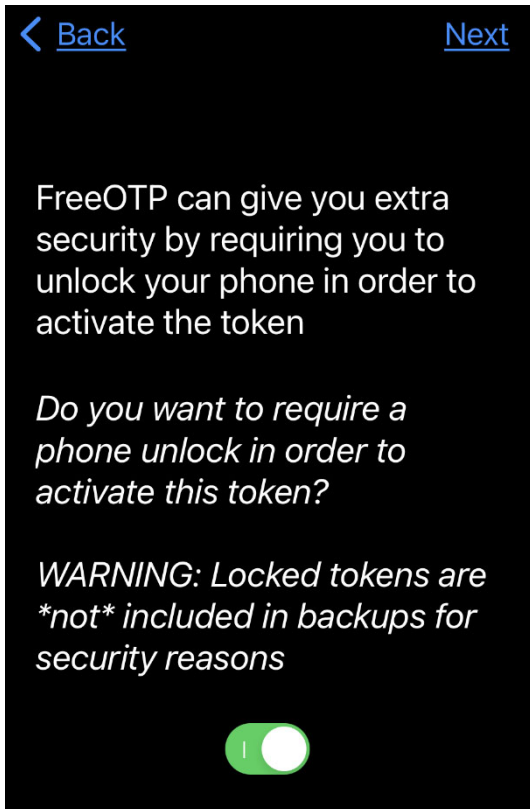 Back
Next
FreeOTP can give you extra
security by requiring you to
unlock your phone in order to
activate the token
Do you want to require a
phone unlock in order to
activate this token?
WARNING: Locked tokens are
*not* included in backups for
security reasons